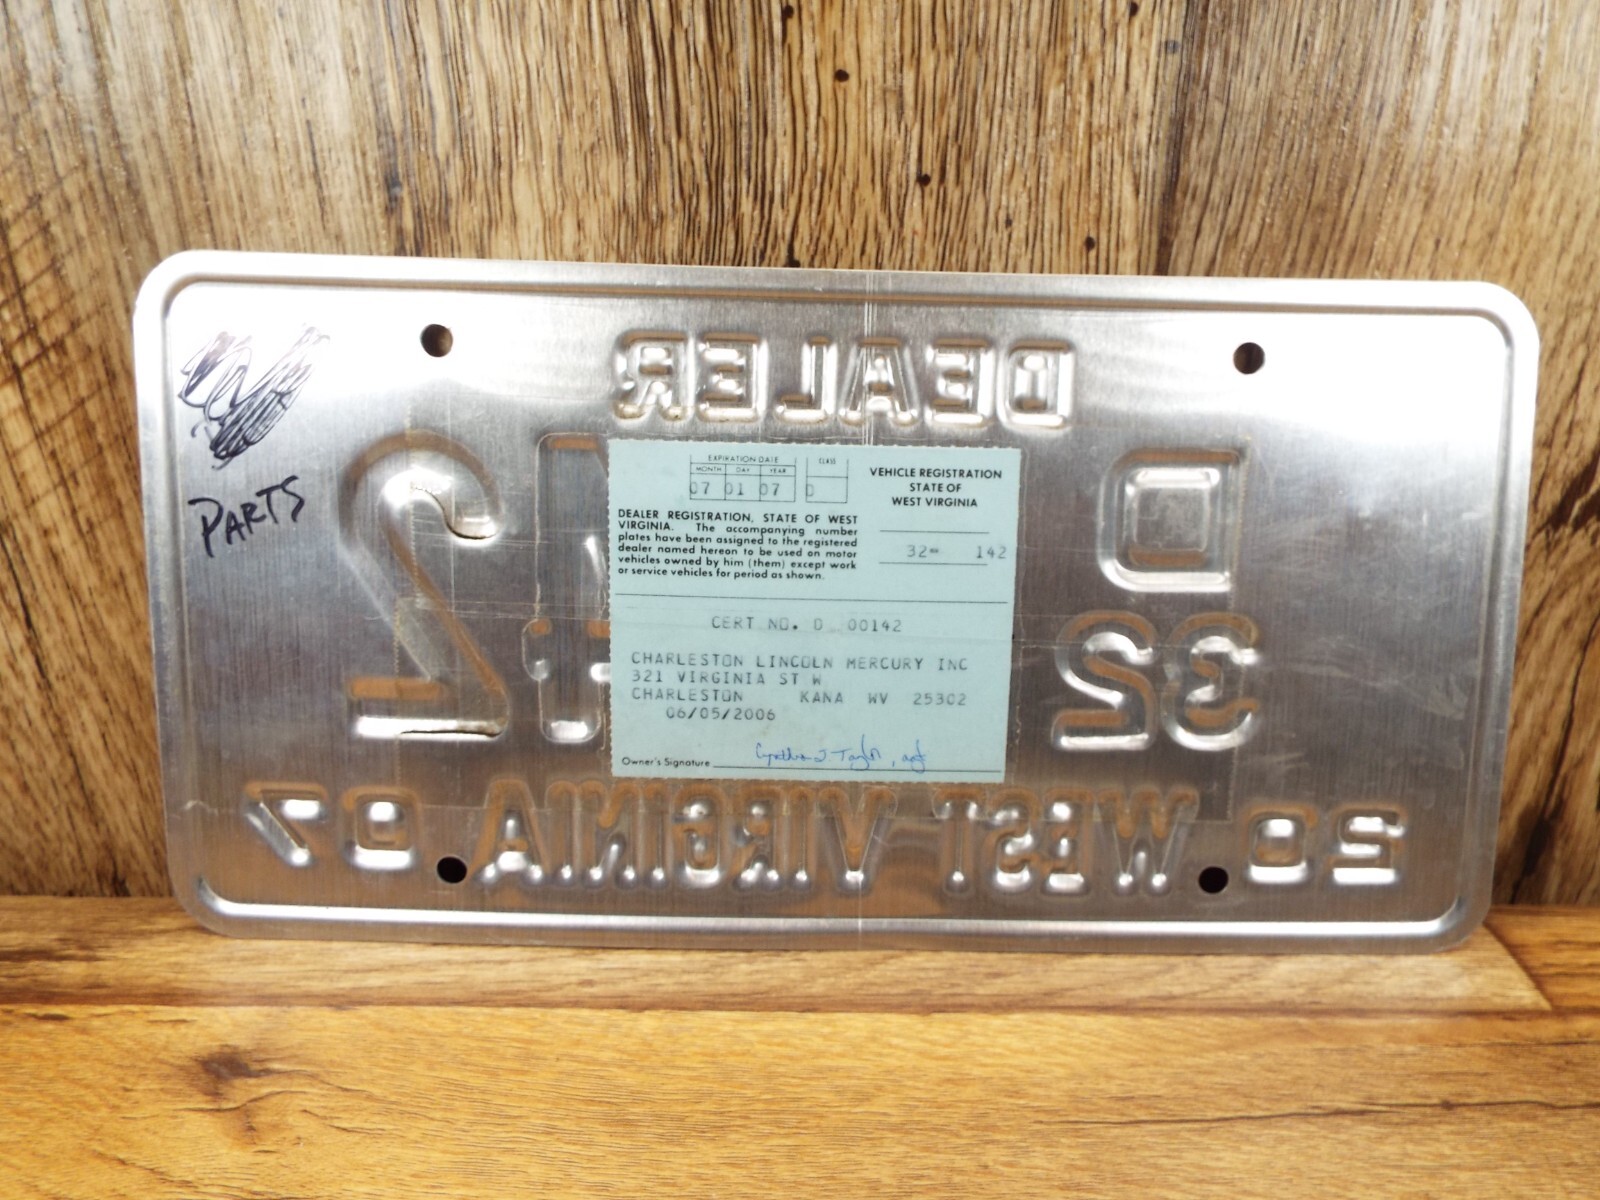 DEALER
PARTS
D
32
2
EXPIRATION DATE
MONTH DAY YEAR
07 01 07
CLASS
D
VEHICLE REGISTRATION
STATE OF
WEST VIRGINIA
32- 142
DEALER REGISTRATION, STATE OF WEST
VIRGINIA. The accompanying number
plates have been assigned to the registered
dealer named hereon to be used on motor
vehicles owned by him (them) except work
or service vehicles for period as shown.
CERT NO. D 00142
CHARLESTON LINCOLN MERCURY INC
321 VIRGINIA ST W
CHARLESTON KANA WV 25302
06/05/2006
Owner's Signature
20 WEST VIRGINIA 07